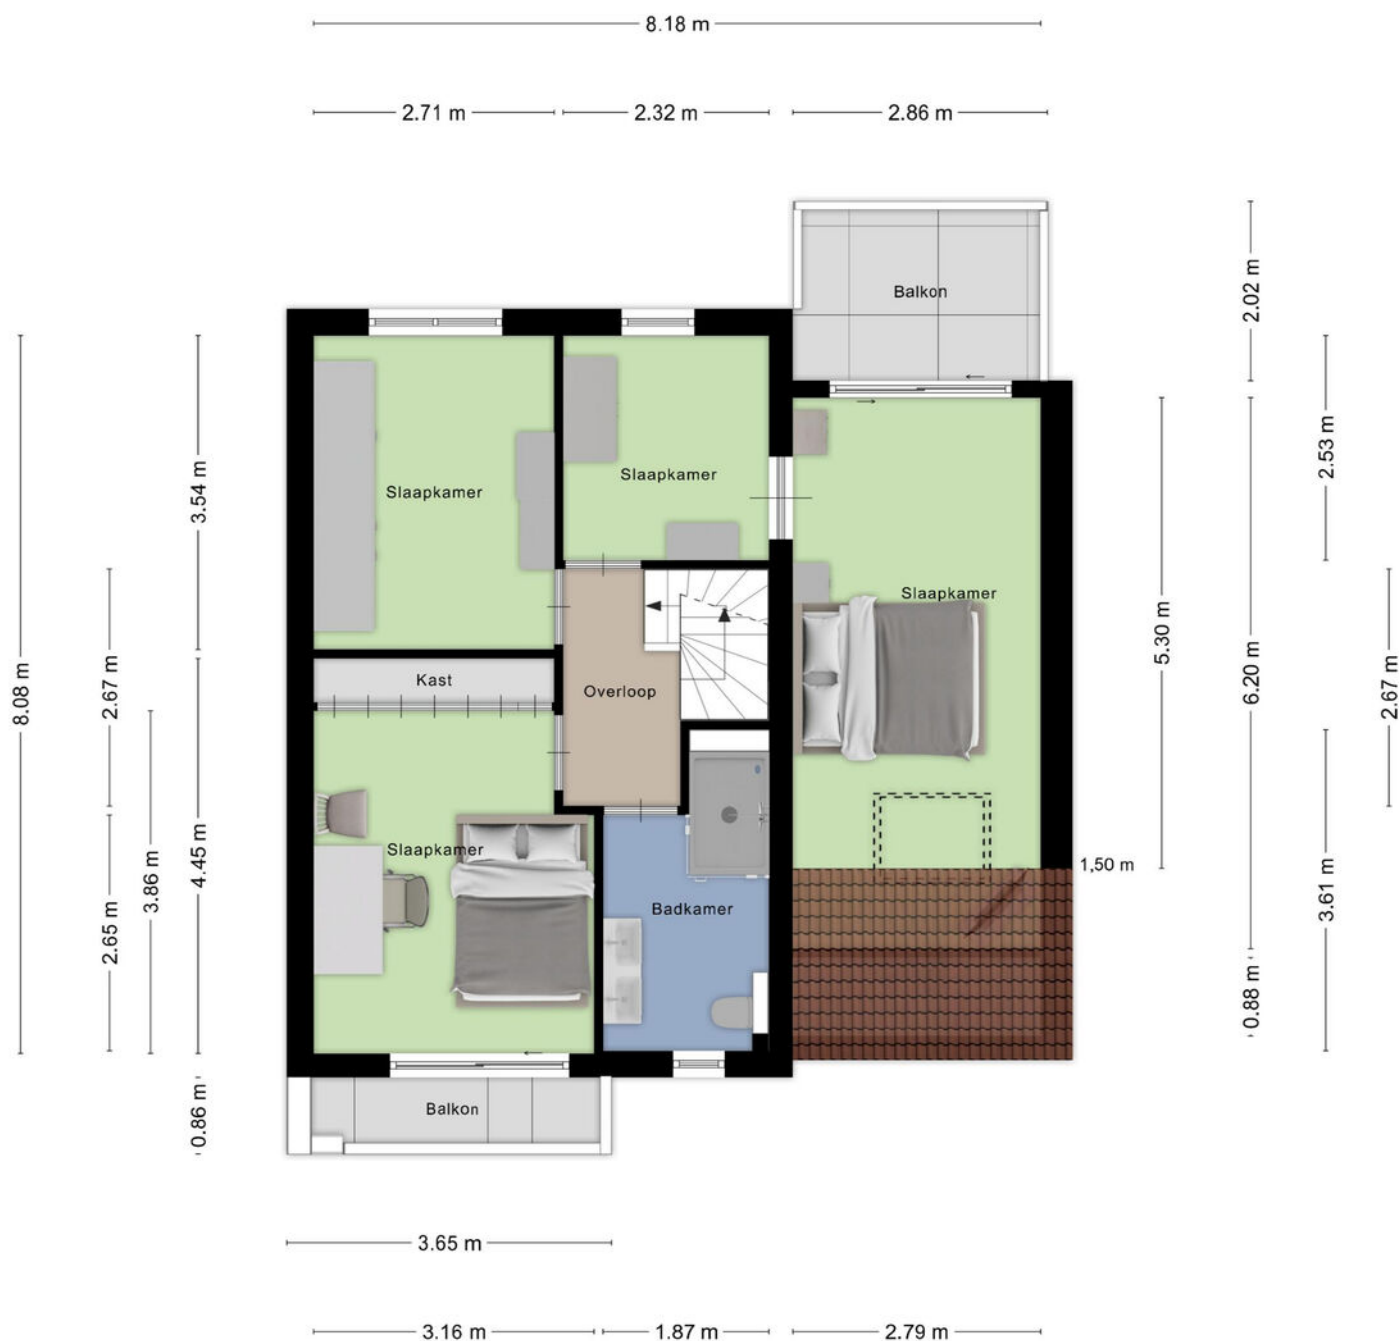 8.18 m
2.71 m
2.32 m
2.86 m
Balkon
2.02 m
Slaapkamer
Slaapkamer
Slaapkamer
3.54 m
2.53 m
5.30 m
6.20 m
2.67 m
8.08 m
2.67 m
Kast
Overloop
Slaapkamer
Badkamer
1,50 m
4.45 m
3.86 m
2.65 m
3.61 m
0.88 m
Balkon
0.86 m
3.65 m
3.16 m
1.87 m
2.79 m